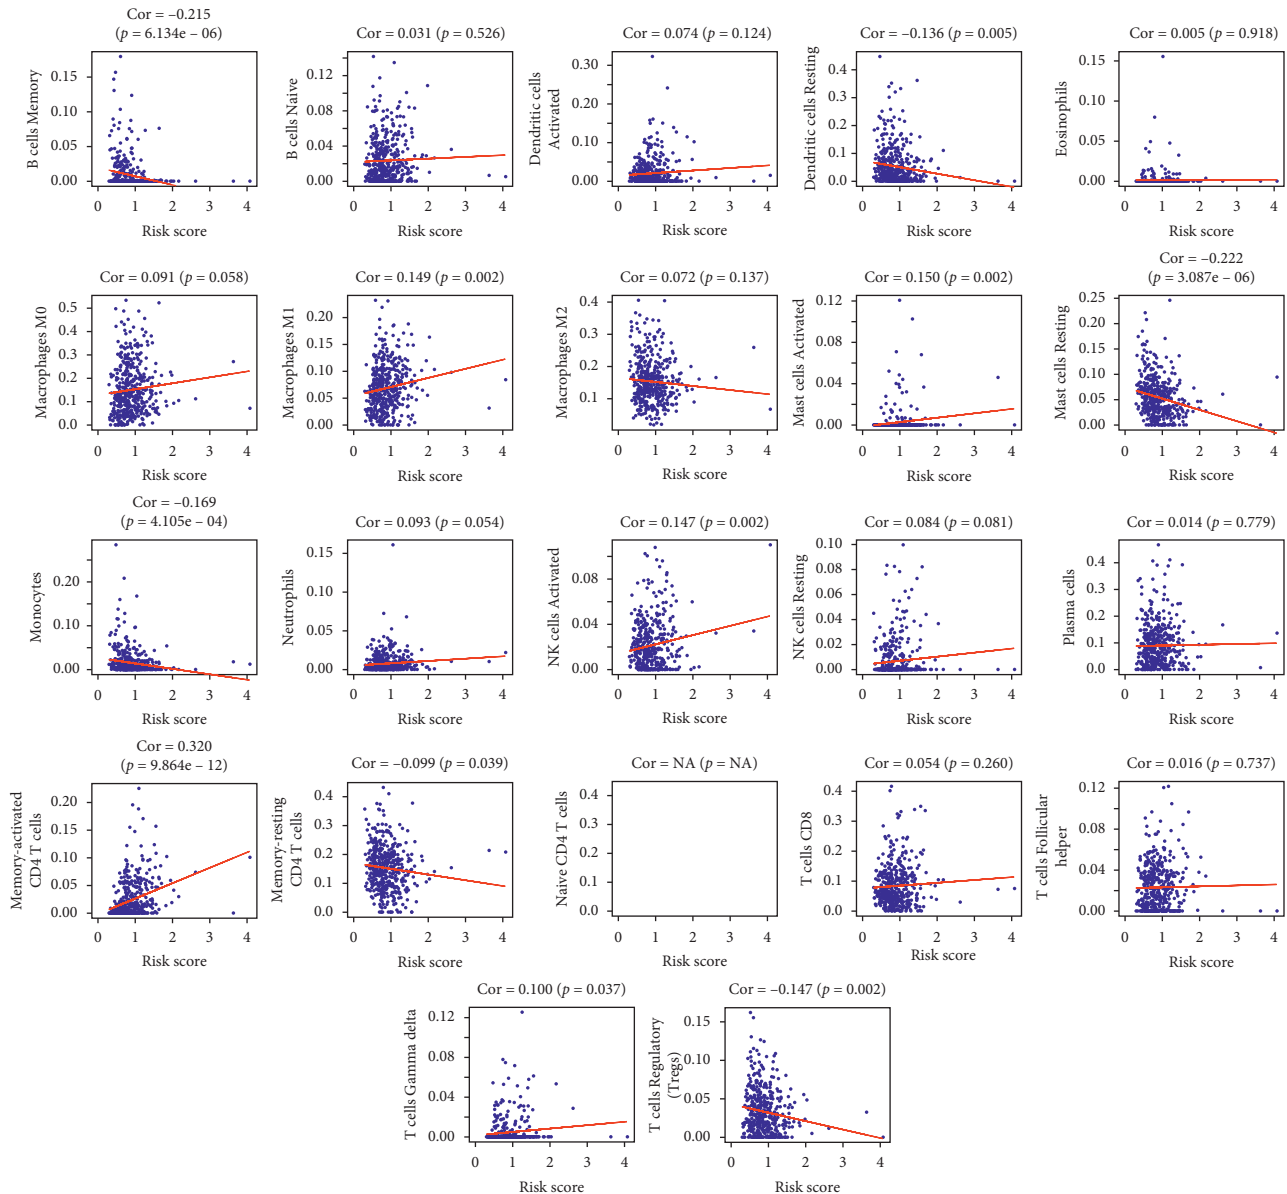 Cor = –0.215
(p = 6.134e – 06)
B cells Memory
0.15
0.10
0.05
0.00
0 1 2 3 4
Risk score
Cor = 0.031 (p = 0.526)
B cells Naive
0.12
0.08
0.04
0.00
0 1 2 3 4
Risk score
Cor = 0.074 (p = 0.124)
Dendritic cells
Activated
0.30
0.20
0.10
0.00
0 1 2 3 4
Risk score
Cor = –0.136 (p = 0.005)
Dendritic cells Resting
0.4
0.3
0.2
0.1
0.0
0 1 2 3 4
Risk score
Cor = 0.005 (p = 0.918)
Eosinophils
0.15
0.10
0.05
0.00
0 1 2 3 4
Risk score
Cor = 0.091 (p = 0.058)
Macrophages M0
0.5
0.4
0.3
0.2
0.1
0.0
0 1 2 3 4
Risk score
Cor = 0.149 (p = 0.002)
Macrophages M1
0.20
0.15
0.10
0.05
0.00
0 1 2 3 4
Risk score
Cor = 0.072 (p = 0.137)
Macrophages M2
0.4
0.3
0.2
0.1
0 1 2 3 4
Risk score
Cor = 0.150 (p = 0.002)
Mast cells Activated
0.12
0.08
0.04
0.00
0 1 2 3 4
Risk score
Cor = –0.222
(p = 3.087e – 06)
Mast cells Resting
0.25
0.20
0.15
0.10
0.05
0.00
0 1 2 3 4
Risk score
Cor = –0.169
(p = 4.105e – 04)
Monocytes
0.20
0.10
0.00
0 1 2 3 4
Risk score
Cor = 0.093 (p = 0.054)
Neutrophils
0.15
0.10
0.05
0.00
0 1 2 3 4
Risk score
Cor = 0.147 (p = 0.002)
NK cells Activated
0.08
0.04
0.00
0 1 2 3 4
Risk score
Cor = 0.084 (p = 0.081)
NK cells Resting
0.10
0.08
0.06
0.04
0.02
0.00
0 1 2 3 4
Risk score
Cor = 0.014 (p = 0.779)
Plasma cells
0.4
0.3
0.2
0.1
0.0
0 1 2 3 4
Risk score
Cor = 0.320
(p = 9.864e – 12)
Memory-activated
CD4 T cells
0.20
0.15
0.10
0.05
0.00
0 1 2 3 4
Risk score
Cor = –0.099 (p = 0.039)
Memory-resting
CD4 T cells
0.4
0.3
0.2
0.1
0.0
0 1 2 3 4
Risk score
Cor = NA (p = NA)
Naive CD4 T cells
0.4
0.3
0.2
0.1
0.0
0 1 2 3 4
Risk score
Cor = 0.054 (p = 0.260)
T cells CD8
0.4
0.3
0.2
0.1
0.0
0 1 2 3 4
Risk score
Cor = 0.016 (p = 0.737)
T cells Follicular
helper
0.12
0.08
0.04
0.00
0 1 2 3 4
Risk score
Cor = 0.100 (p = 0.037)
T cells Gamma delta
0.12
0.08
0.04
0.00
0 1 2 3 4
Risk score
Cor = –0.147 (p = 0.002)
T cells Regulatory
(Tregs)
0.15
0.10
0.05
0.00
0 1 2 3 4
Risk score